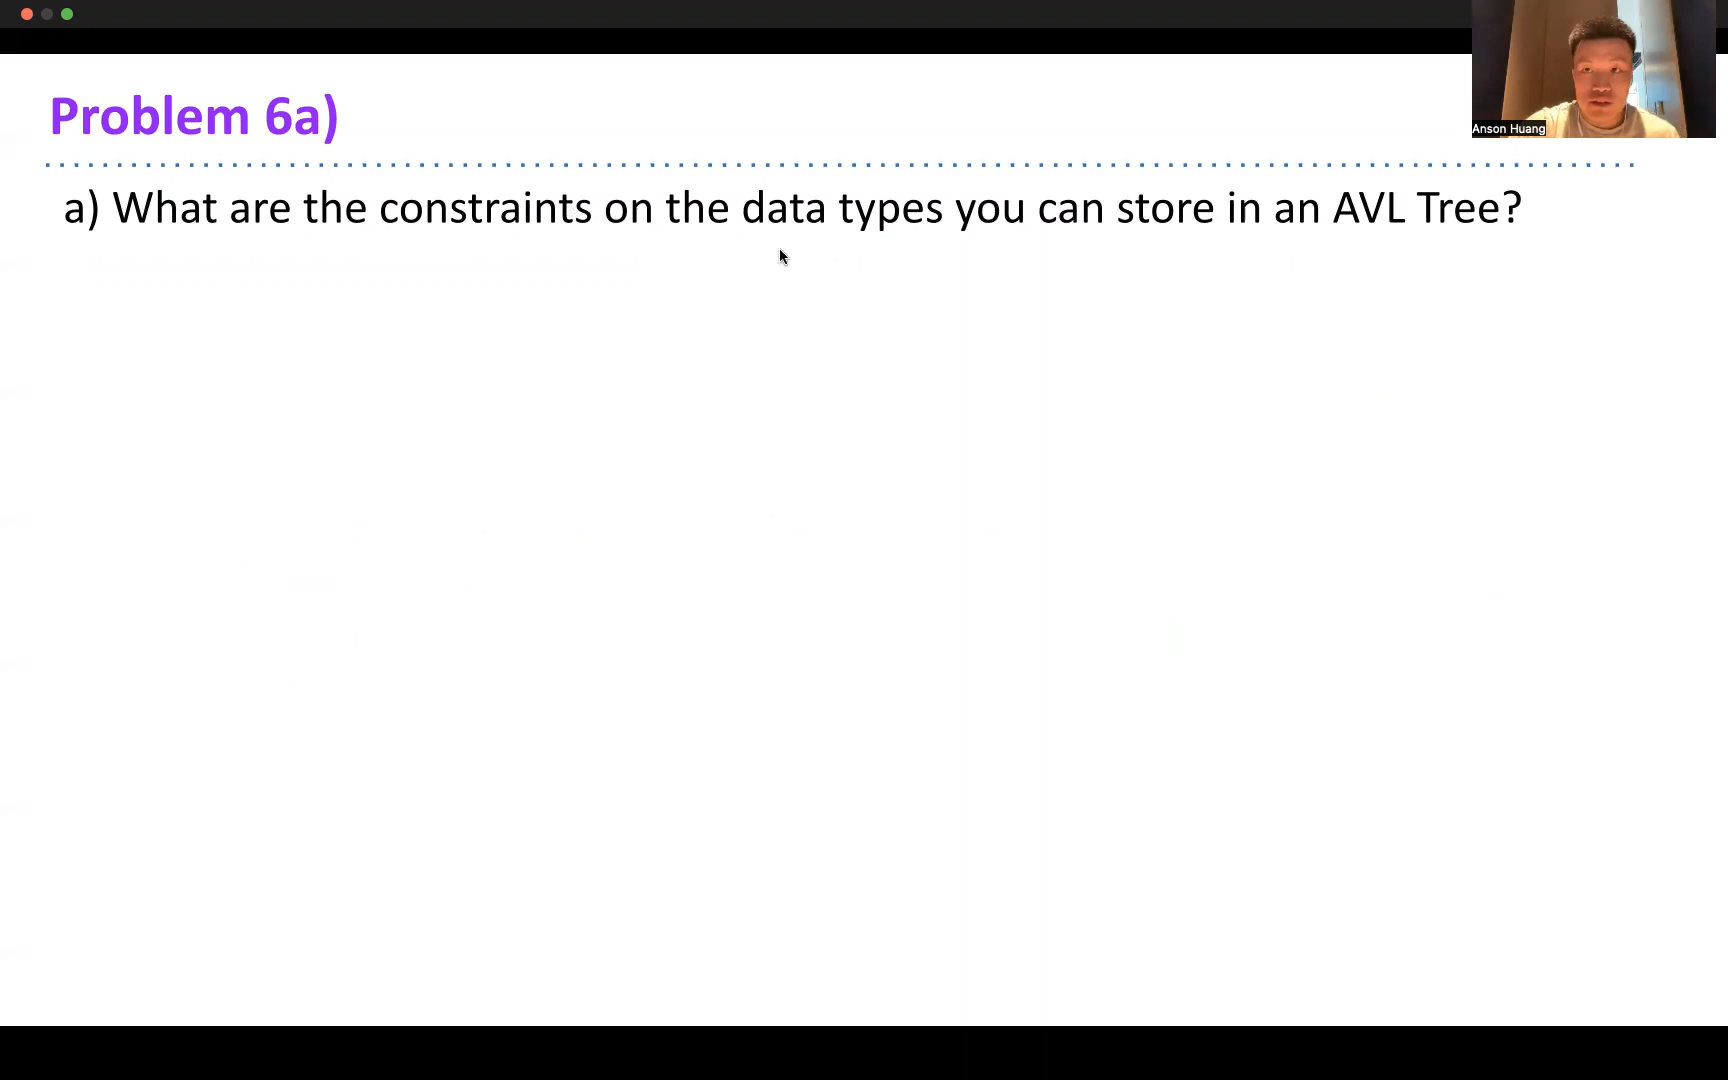 Problem 6a)
a) What are the constraints on the data types you can store in an AVL Tree?
Anson Huang